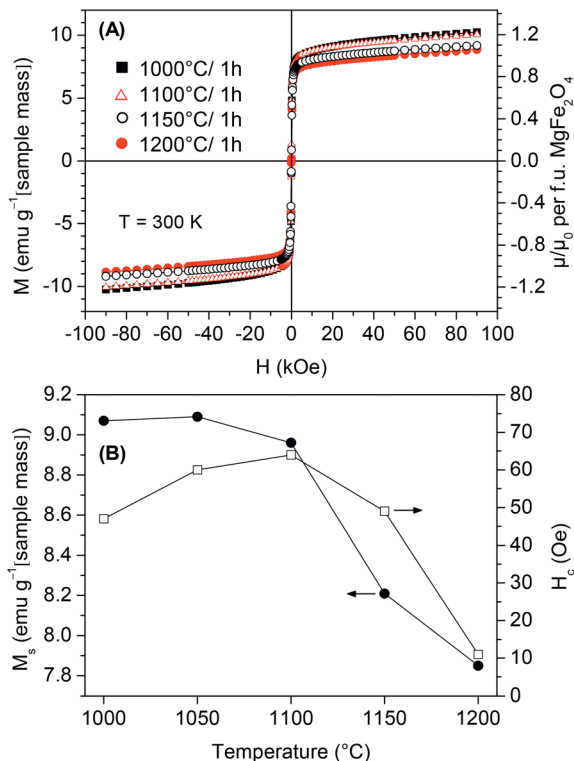 (A)
1000°C/ 1h
1100°C/ 1h
1150°C/ 1h
1200°C/ 1h
T = 300 K
M (emu g⁻¹[sample mass])
10
5
0
-5
-10
μ/μ₀ per f.u. MgFe₂O₄
1.2
0.8
0.4
0.0
-0.4
-0.8
-1.2
-100 -80 -60 -40 -20 0 20 40 60 80 100
H (kOe)
(B)
Mₛ (emu g⁻¹ [sample mass])
9.2
9.0
8.8
8.6
8.4
8.2
8.0
7.8
H_c (Oe)
80
70
60
50
40
30
20
10
0
1000 1050 1100 1150 1200
Temperature (°C)